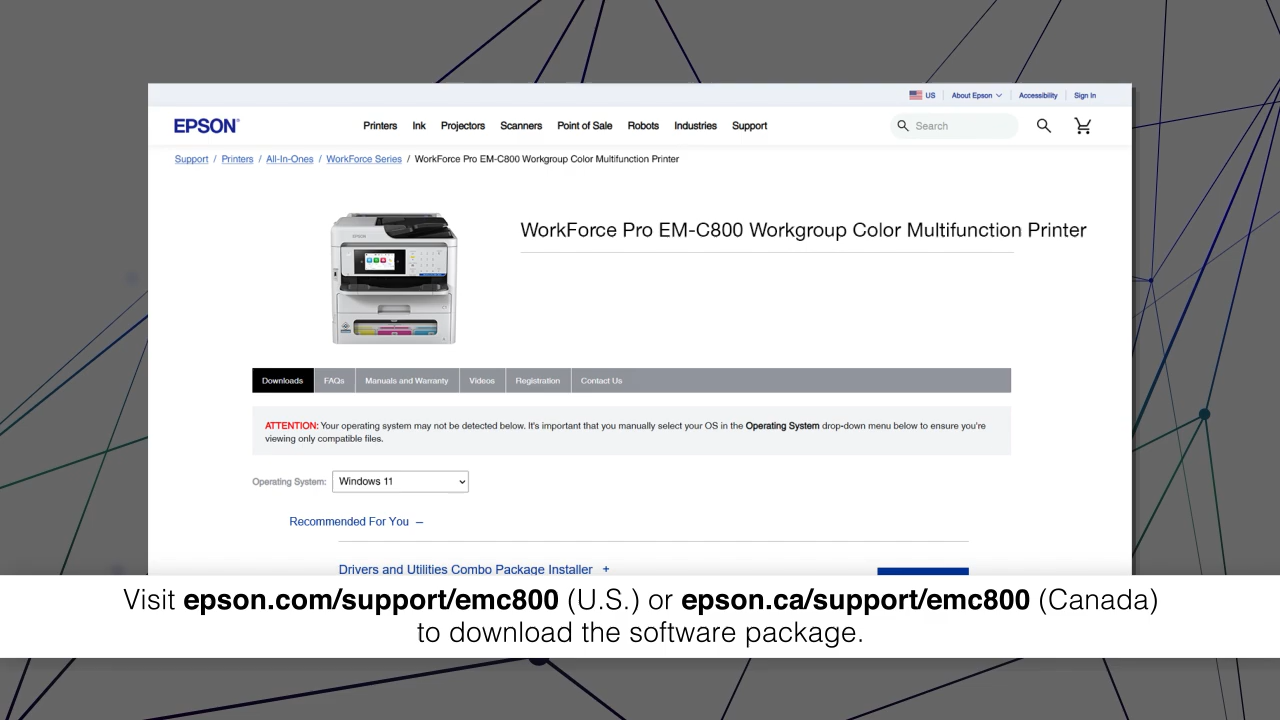 US About Epson Accessibility Sign In
EPSON® Printers Ink Projectors Scanners Point of Sale Robots Industries Support Search
Support / Printers / All-In-Ones / WorkForce Series / WorkForce Pro EM-C800 Workgroup Color Multifunction Printer
EPSON
WorkForce Pro EM-C800 Workgroup Color Multifunction Printer
Downloads FAQs Manuals and Warranty Videos Registration Contact Us
ATTENTION: Your operating system may not be detected below. It's important that you manually select your OS in the Operating System drop-down menu below to ensure you're
viewing only compatible files.
Operating System: Windows 11
Recommended For You –
Drivers and Utilities Combo Package Installer +
Visit epson.com/support/emc800 (U.S.) or epson.ca/support/emc800 (Canada)
to download the software package.